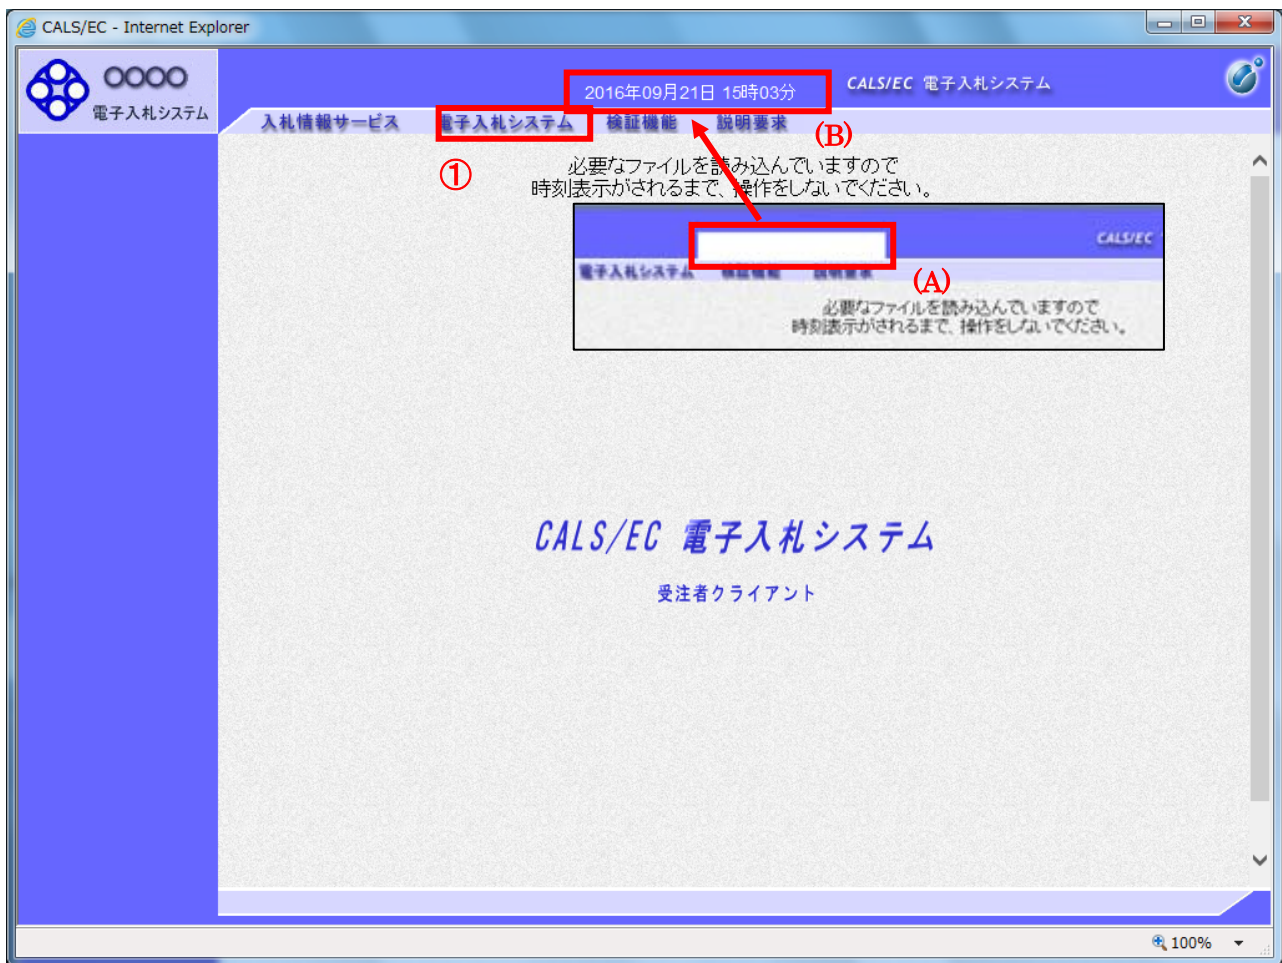 CALS/EC - Internet Explorer
〇〇〇〇
電子入札システム
2016年09月21日 15時03分
CALS/EC 電子入札システム
入札情報サービス 電子入札システム 検証機能 説明要求
(B)
①
必要なファイルを読み込んでいますので
時刻表示がされるまで、操作をしないでください。
CALS/EC
電子入札システム 検証機能 説明要求
(A)
必要なファイルを読み込んでいますので
時刻表示がされるまで、操作をしないでください。
CALS/EC 電子入札システム
受注者クライアント
100%